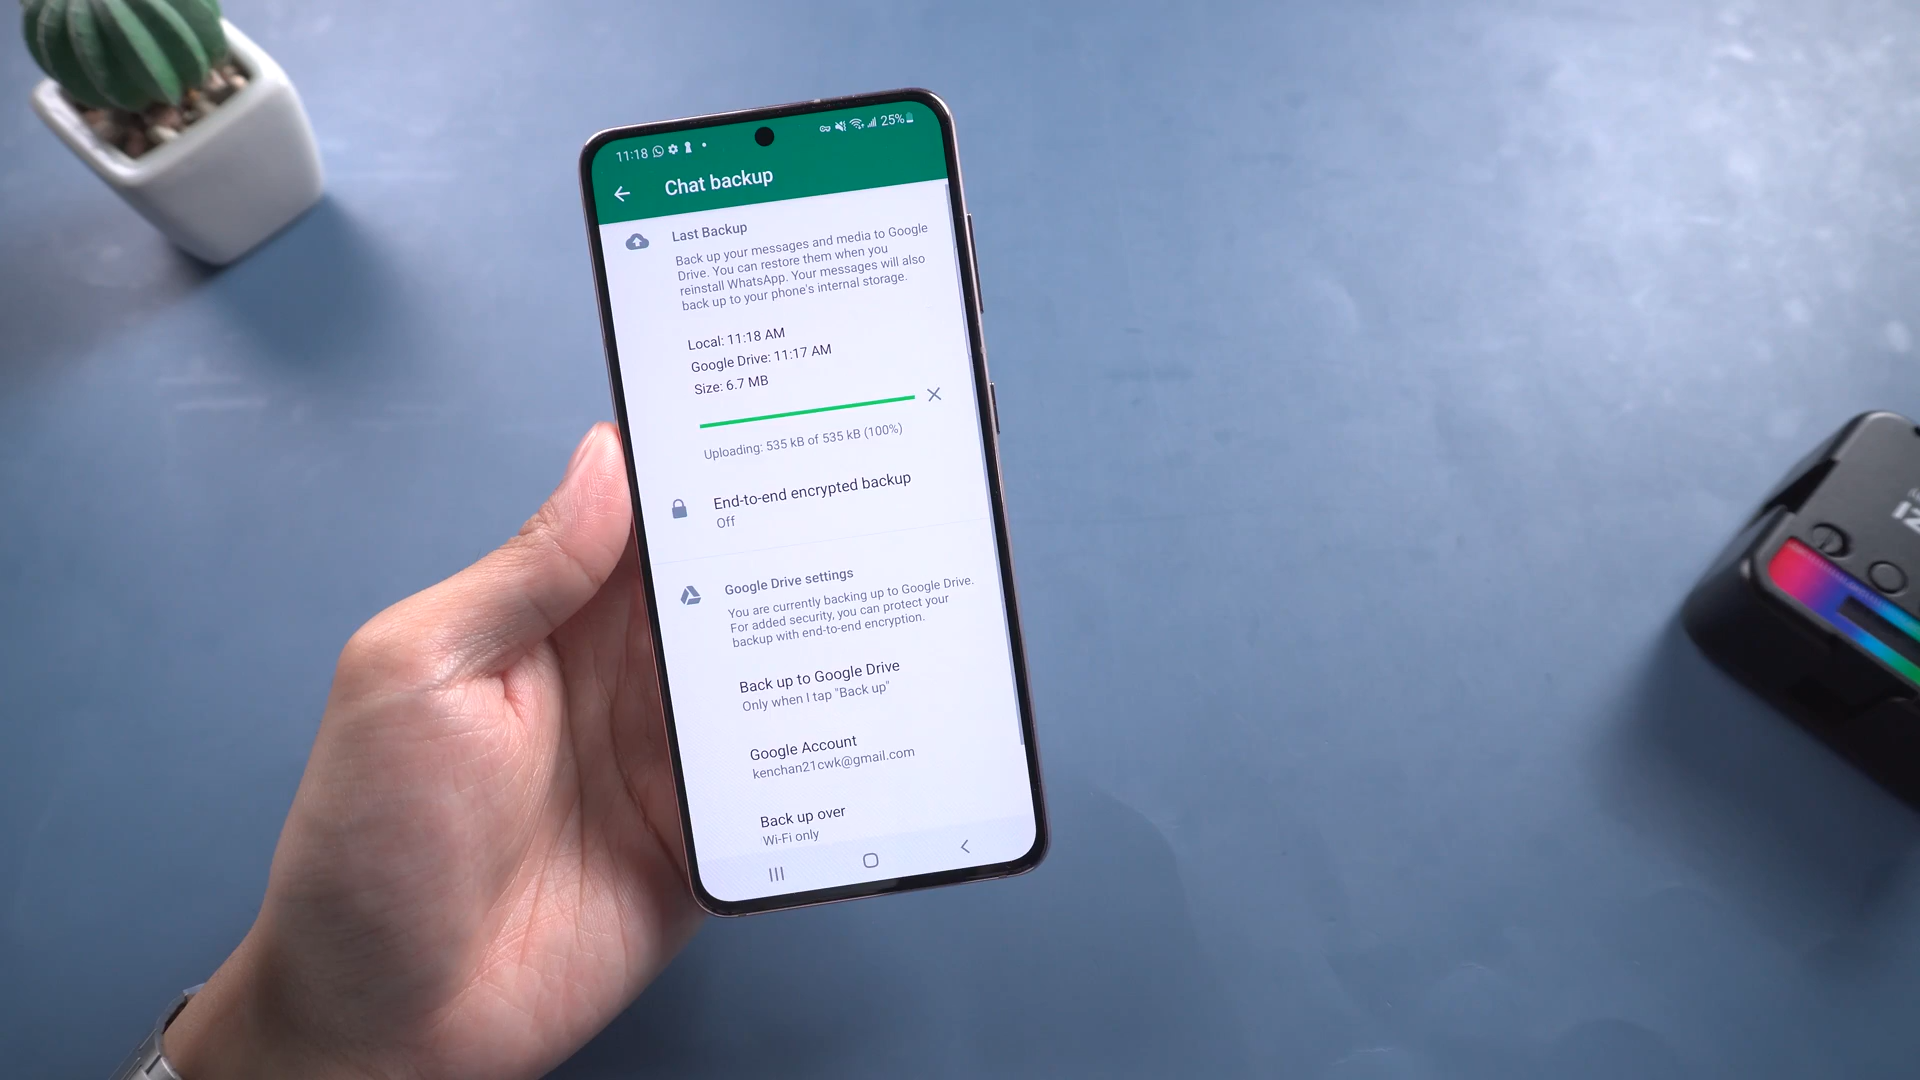 11:18
25%
Chat backup
Last Backup
Back up your messages and media to Google
Drive. You can restore them when you
reinstall WhatsApp. Your messages will also
back up to your phone's internal storage.
Local: 11:18 AM
Google Drive: 11:17 AM
Size: 6.7 MB
Uploading: 535 kB of 535 kB (100%)
End-to-end encrypted backup
Off
Google Drive settings
You are currently backing up to Google Drive.
For added security, you can protect your
backup with end-to-end encryption.
Back up to Google Drive
Only when I tap "Back up"
Google Account
kenchan21cwk@gmail.com
Back up over
Wi-Fi only